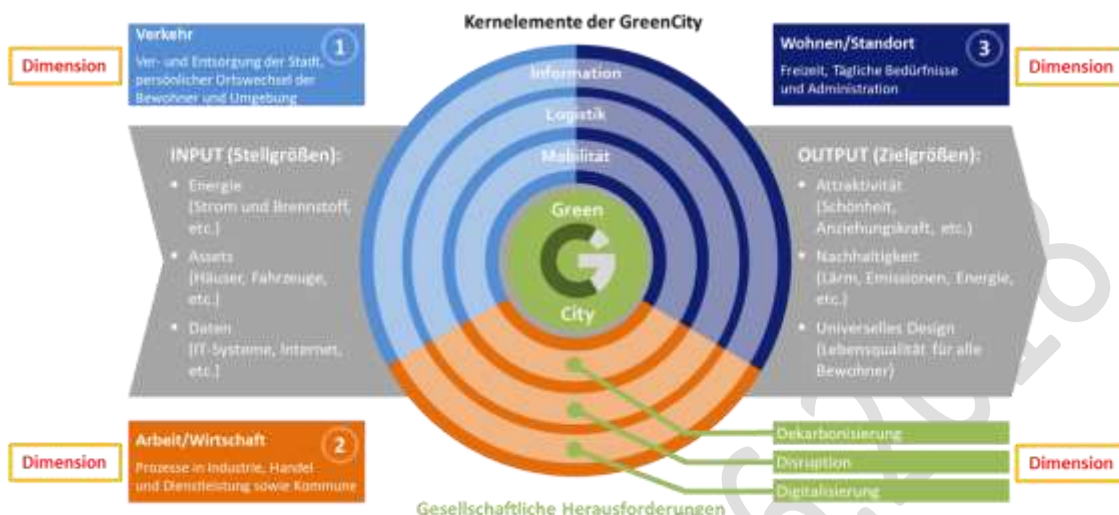 Kernelemente der GreenCity
Dimension
Verkehr
1
Ver- und Entsorgung der Stadt,
persönlicher Ortswechsel der
Bewohner und Umgebung
Wohnen/Standort
3
Freizeit, Tägliche Bedürfnisse
und Administration
Dimension
INPUT (Stellgrößen):
Energie
(Strom und Brennstoff,
etc.)
Assets
(Häuser, Fahrzeuge,
etc.)
Daten
(IT-Systeme, Internet,
etc.)
Information
Logistik
Mobilität
Green
City
OUTPUT (Zielgrößen):
Attraktivität
(Schönheit,
Anziehungskraft, etc.)
Nachhaltigkeit
(Lärm, Emissionen, Energie,
etc.)
Universelles Design
(Lebensqualität für alle
Bewohner)
Dimension
Arbeit/Wirtschaft
2
Prozesse in Industrie, Handel
und Dienstleistung sowie Kommune
Dekarbonisierung
Disruption
Digitalisierung
Dimension
Gesellschaftliche Herausforderungen